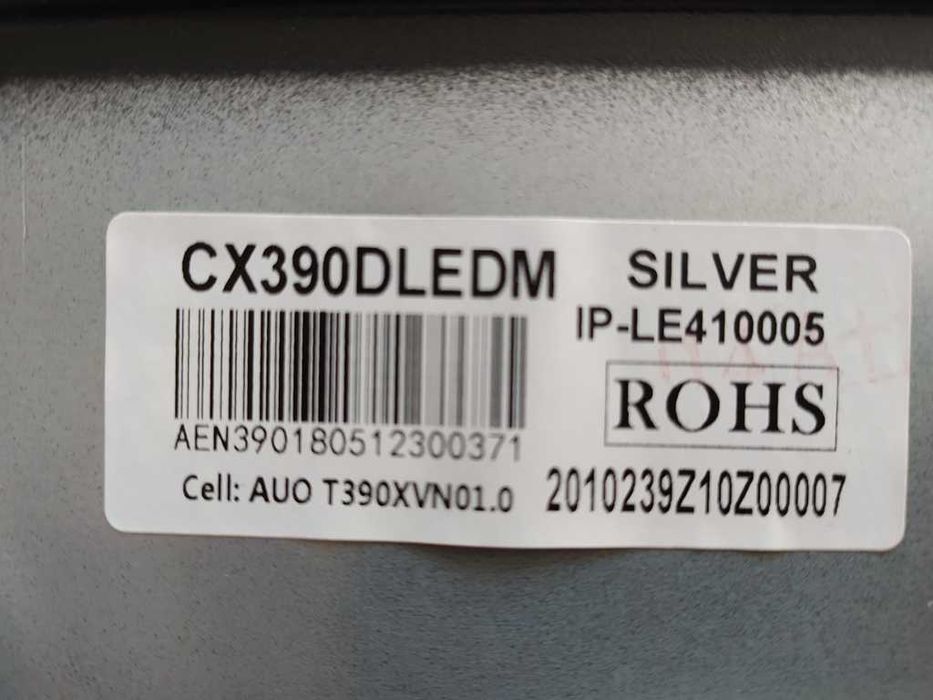 CX390DLEDM
SILVER
IP-LE410005
ROHS
AEN390180512300371
Cell: AUO T390XVN01.0
2010239Z10Z00007